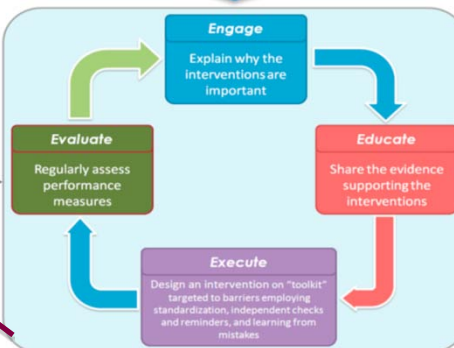 Engage
Explain why the
interventions are
important
Educate
Share the evidence
supporting the
interventions
Execute
Design an intervention on "toolkit"
targeted to barriers employing
standardization, independent checks
and reminders, and learning from
mistakes
Evaluate
Regularly assess
performance
measures